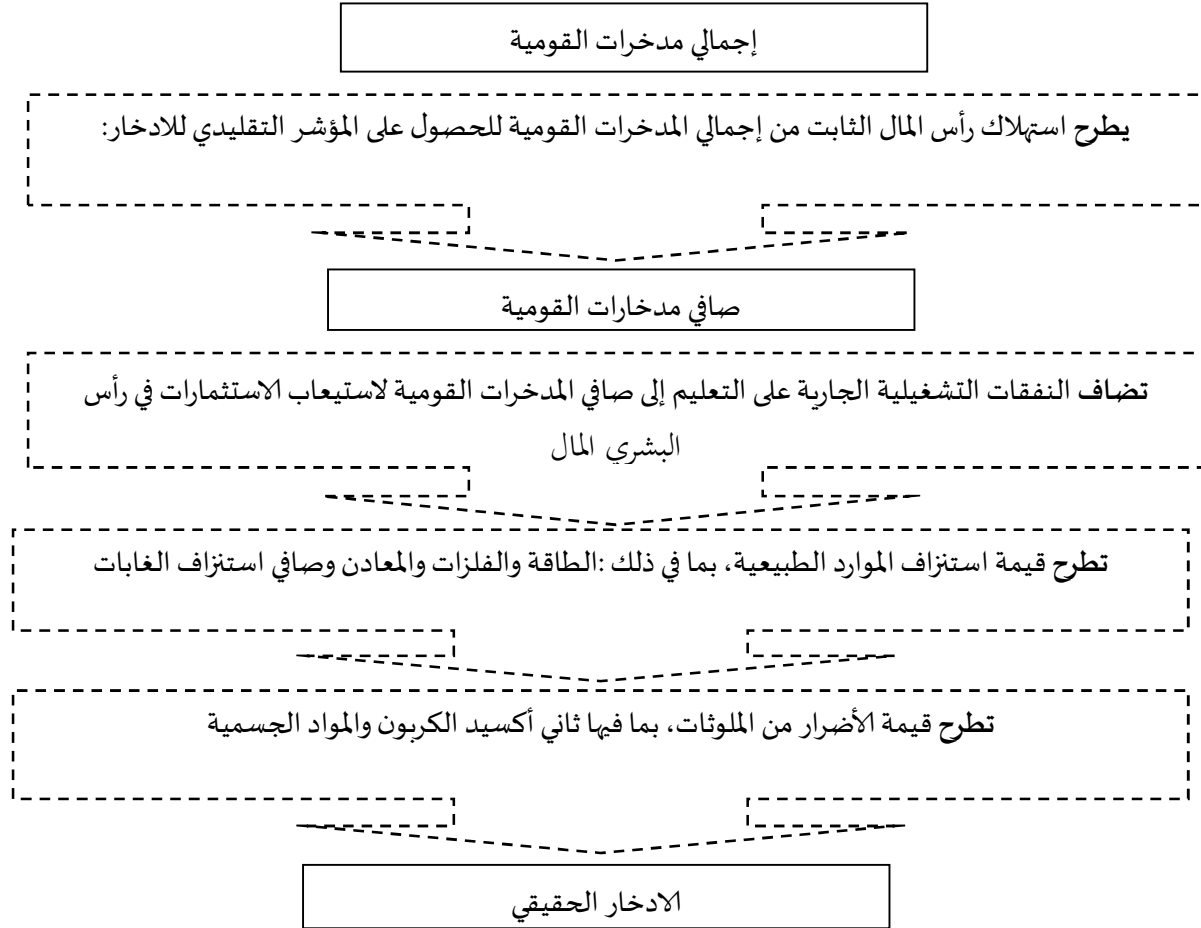 إجمالي مدخرات القومية
يطرح استهلاك رأس المال الثابت من إجمالي المدخرات القومية للحصول على المؤشر التقليدي للادخار:
صافي مدخارات القومية
تضاف النفقات التشغيلية الجارية على التعليم إلى صافي المدخرات القومية لاستيعاب الاستثمارات في رأس
البشري المال
تطرح قيمة استنزاف الموارد الطبيعية، بما في ذلك :الطاقة والفلزات والمعادن وصافي استنزاف الغابات
تطرح قيمة الأضرار من الملوثات، بما فيها ثاني أكسيد الكربون والمواد الجسمية
الادخار الحقيقي